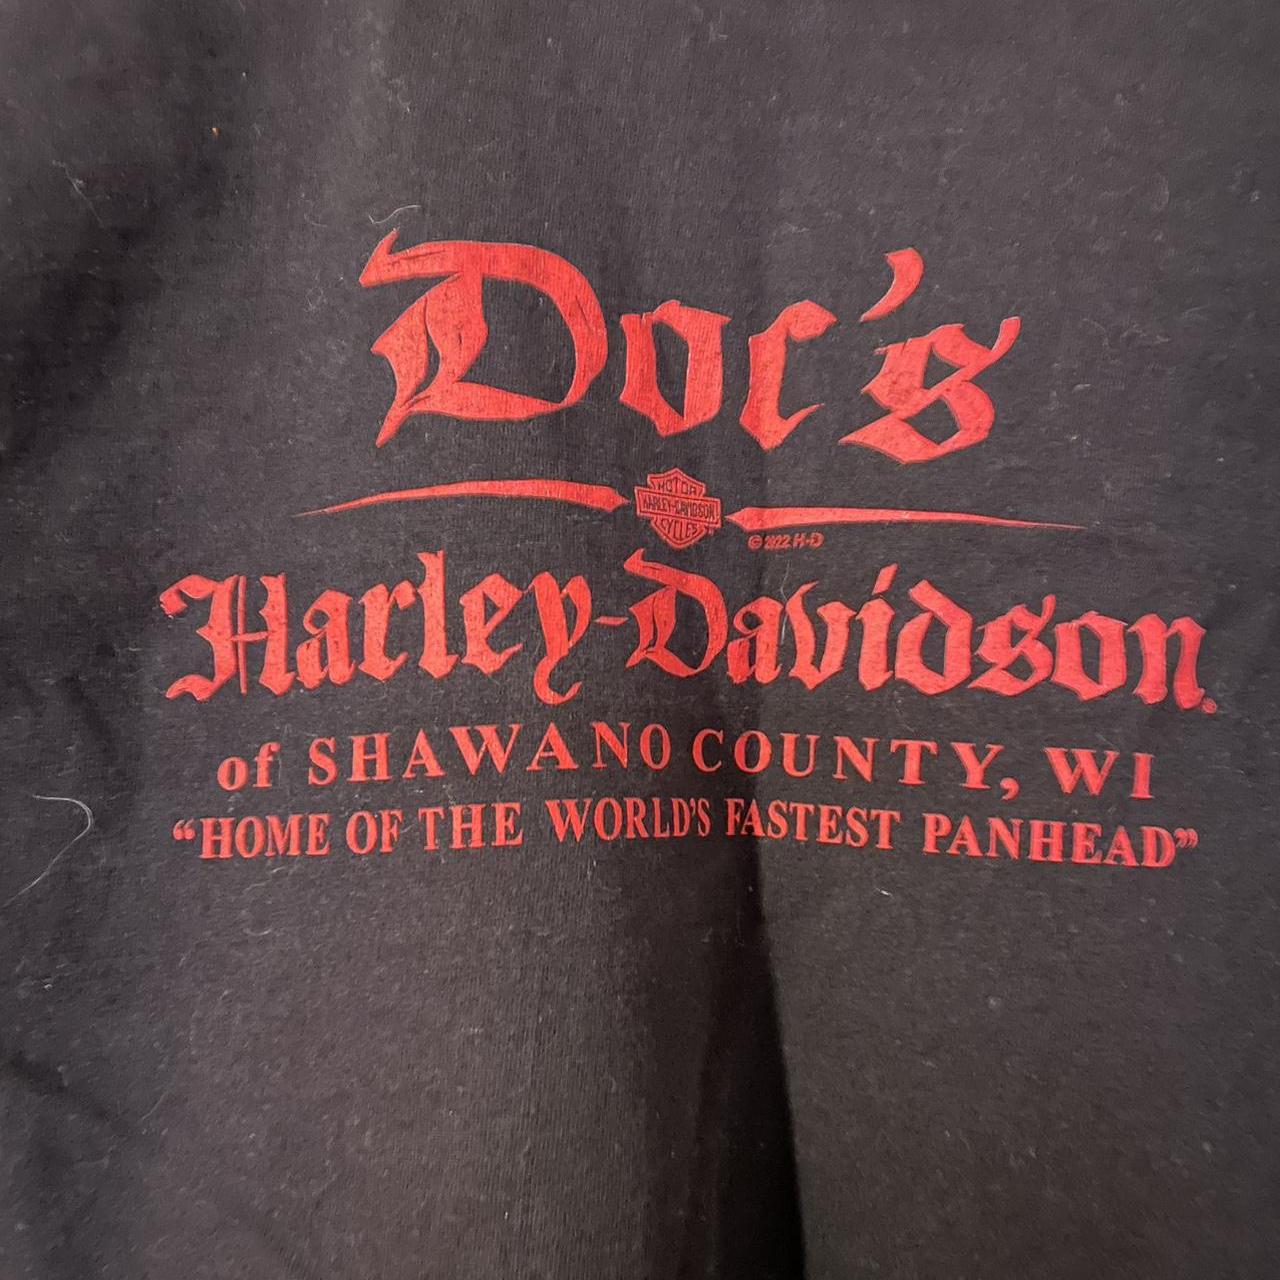 Doc's
MOTOR
HARLEY-DAVIDSON
CYCLES
© 2022 H-D
Harley-Davidson®
of SHAWANO COUNTY, WI
“HOME OF THE WORLD'S FASTEST PANHEAD”